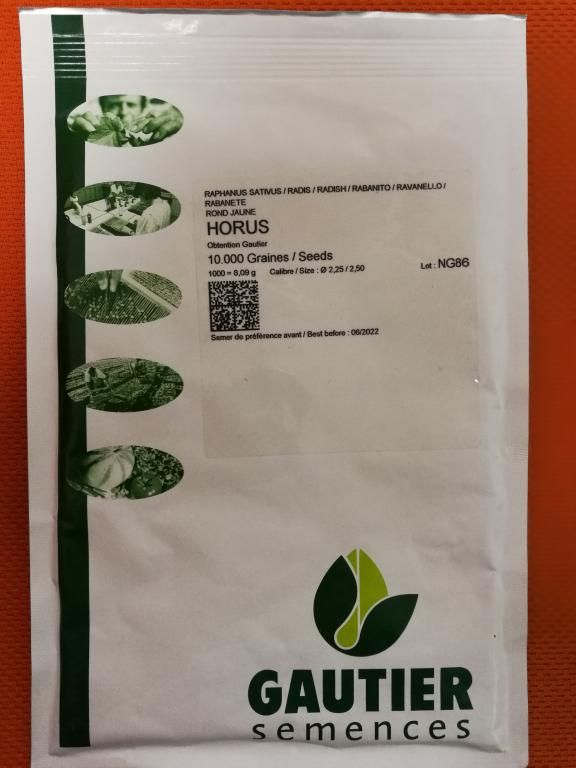 RAPHANUS SATIVUS / RADIS / RADISH / RABANITO / RAVANELLO /
RABANETE
ROND JAUNE
HORUS
Obtention Gautier
10.000 Graines / Seeds
1000 = 8,09 g Calibre / Size : Ø 2,25 / 2,50 Lot : NG86
Semer de préférence avant / Best before : 06/2022
GAUTIER
semences